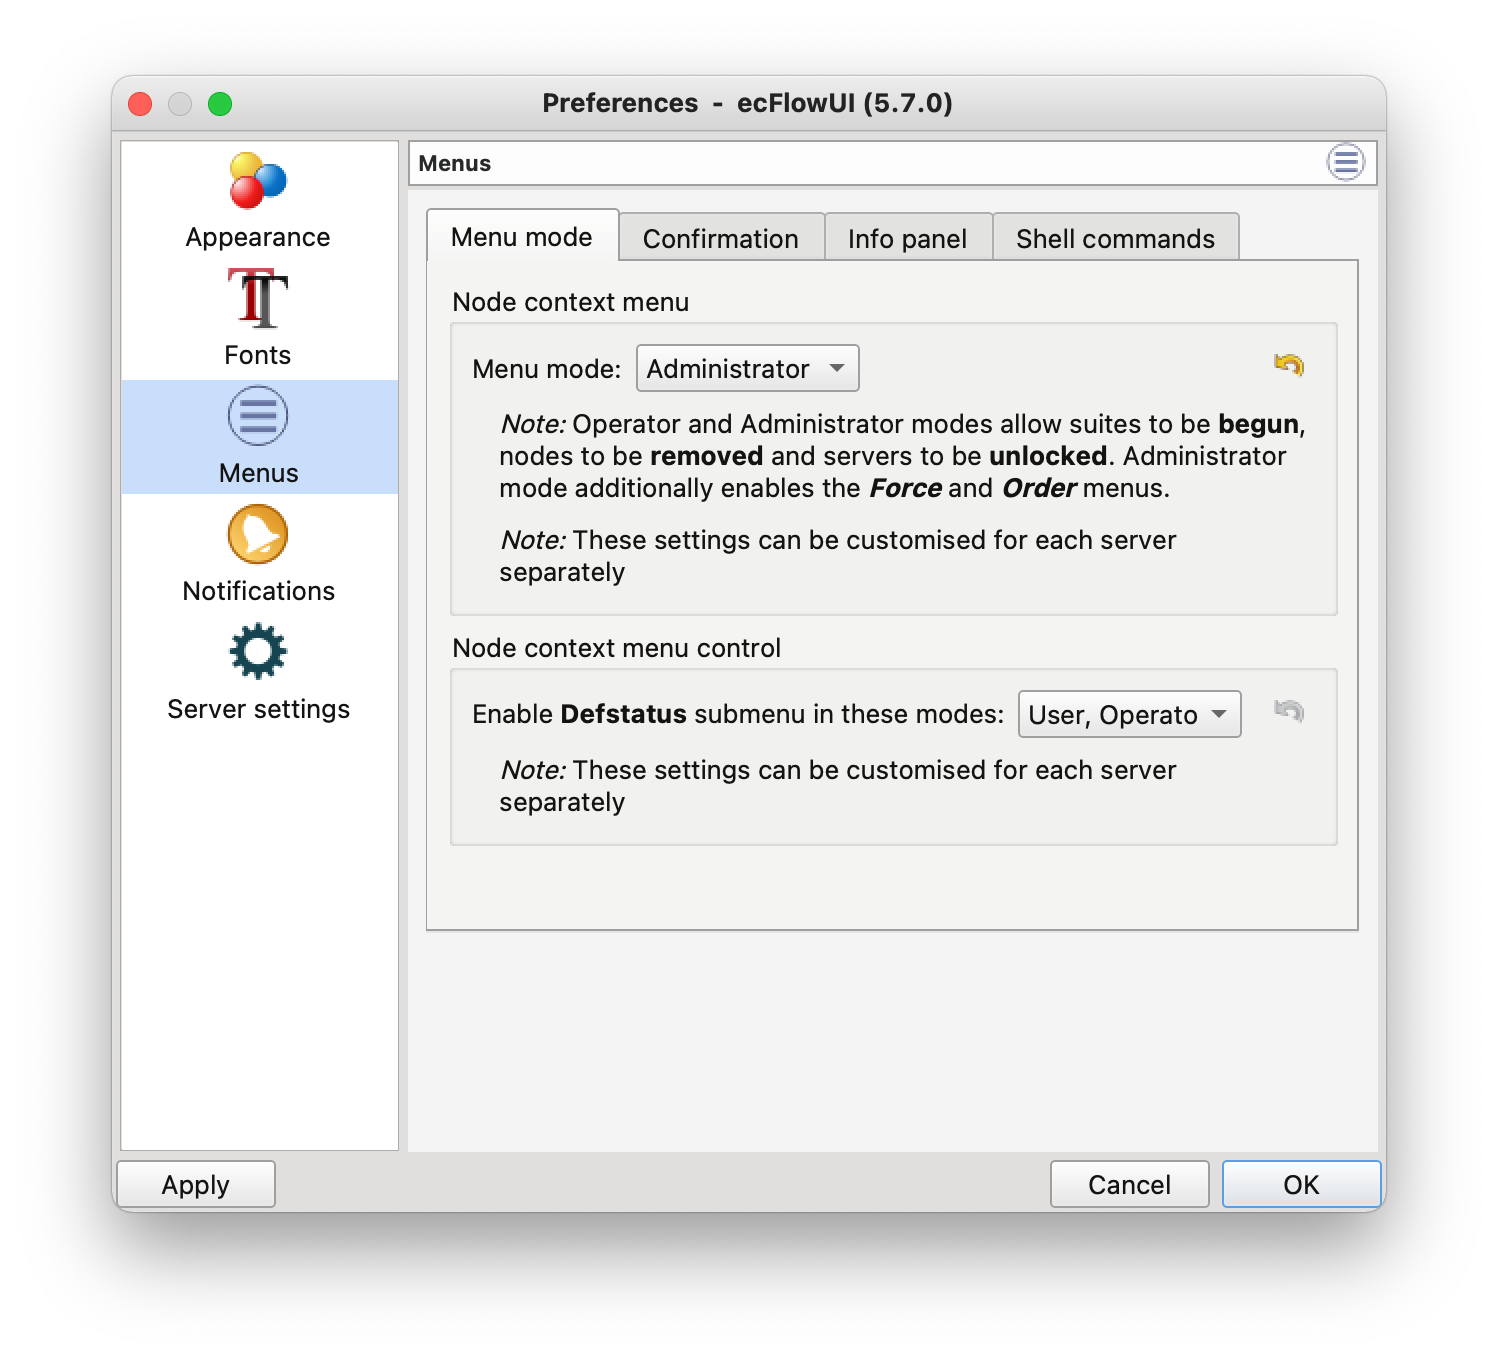 Preferences - ecFlowUI (5.7.0)
Appearance
Fonts
Menus
Notifications
Server settings
Menus
Menu mode
Confirmation
Info panel
Shell commands
Node context menu
Menu mode: Administrator
Note: Operator and Administrator modes allow suites to be begun,
nodes to be removed and servers to be unlocked. Administrator
mode additionally enables the Force and Order menus.
Note: These settings can be customised for each server
separately
Node context menu control
Enable Defstatus submenu in these modes: User, Operato
Note: These settings can be customised for each server
separately
Apply
Cancel
OK